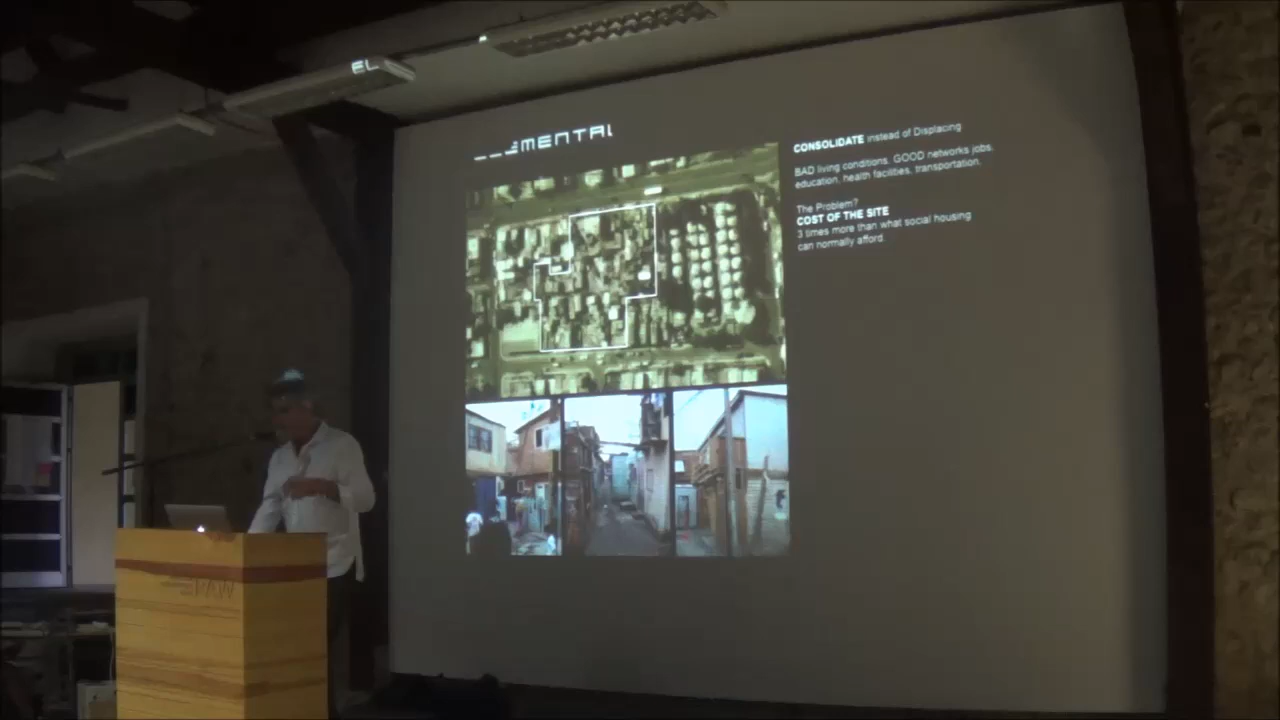 EL
ELEMENTAL
CONSOLIDATE instead of Displacing
BAD living conditions, GOOD networks jobs,
education, health facilities, transportation.
The Problem?
COST OF THE SITE
3 times more than what social housing
can normally afford.